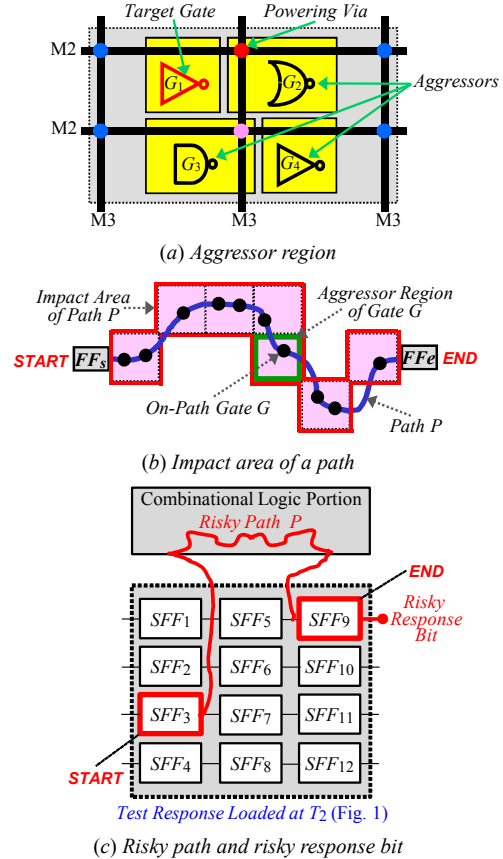 Target Gate
Powering Via
M2
G1
G2
Aggressors
M2
G3
G4
M3
M3
M3
(a) Aggressor region
Impact Area
of Path P
Aggressor Region
of Gate G
START
FFs
FFe
END
On-Path Gate G
Path P
(b) Impact area of a path
Combinational Logic Portion
Risky Path P
END
SFF1
SFF5
SFF9
Risky
Response
Bit
SFF2
SFF6
SFF10
SFF3
SFF7
SFF11
START
SFF4
SFF8
SFF12
Test Response Loaded at T2 (Fig. 1)
(c) Risky path and risky response bit